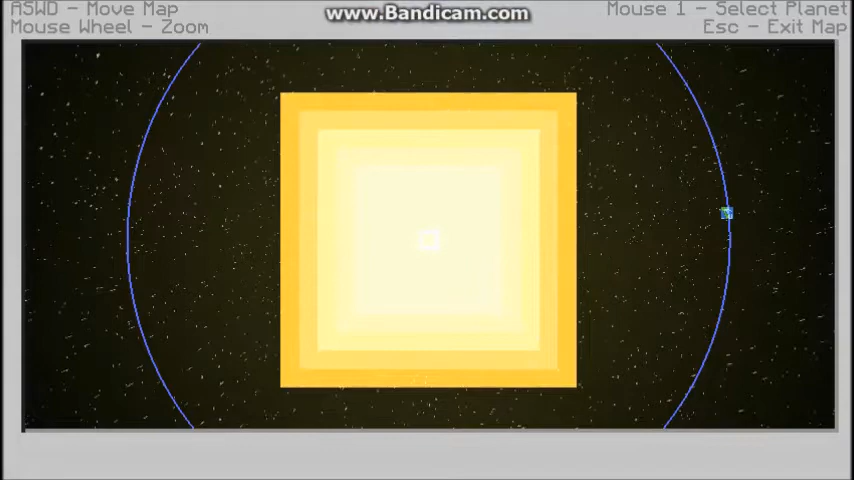 ASWD - Move Map
Mouse Wheel - Zoom
www.Bandicam.com
Mouse 1 - Select Planet
Esc - Exit Map